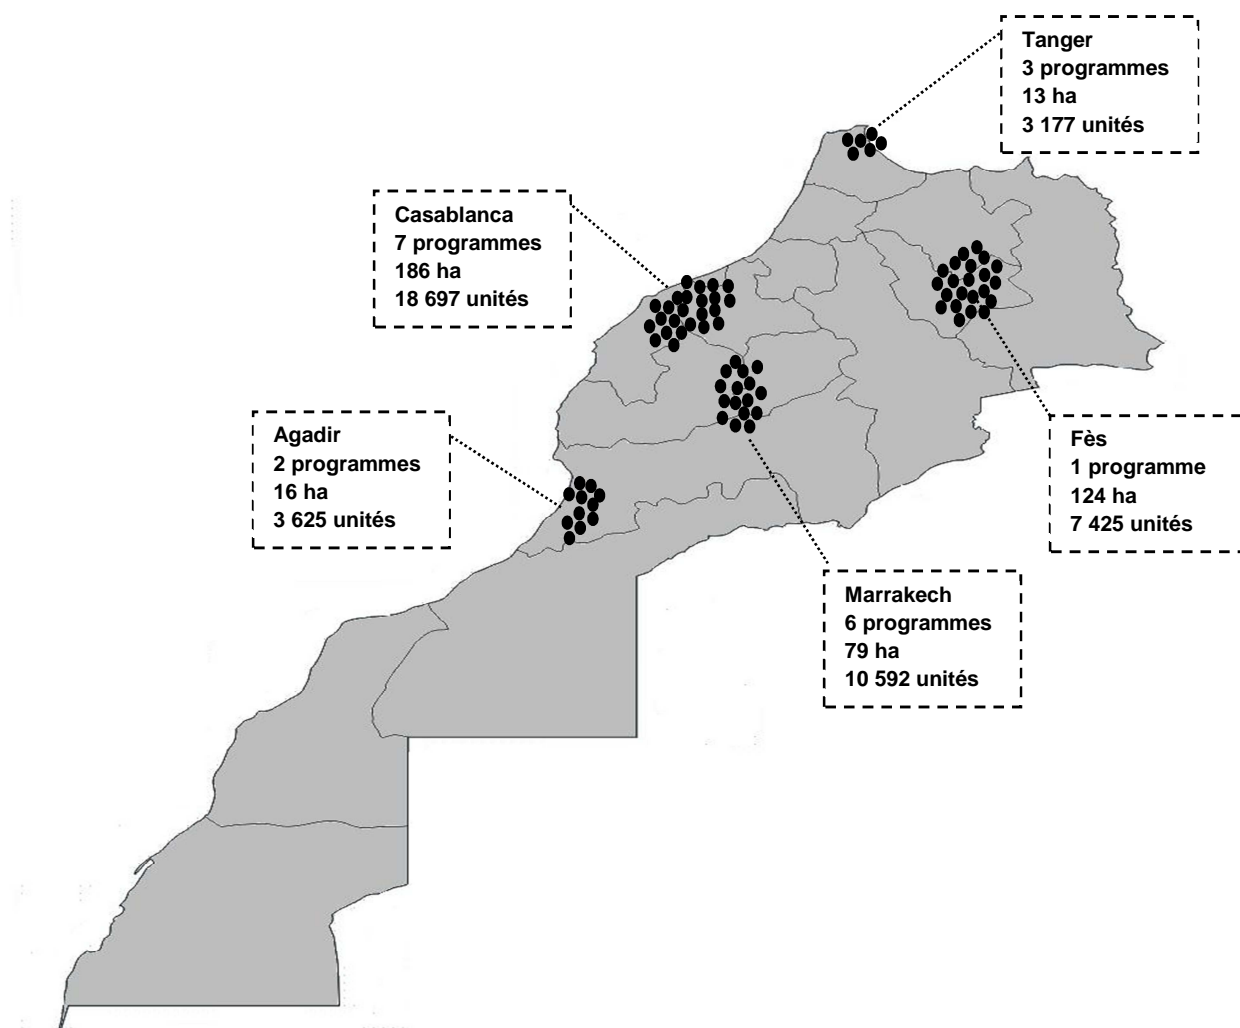 Tanger
3 programmes
13 ha
3 177 unités
Casablanca
7 programmes
186 ha
18 697 unités
Agadir
2 programmes
16 ha
3 625 unités
Fès
1 programme
124 ha
7 425 unités
Marrakech
6 programmes
79 ha
10 592 unités